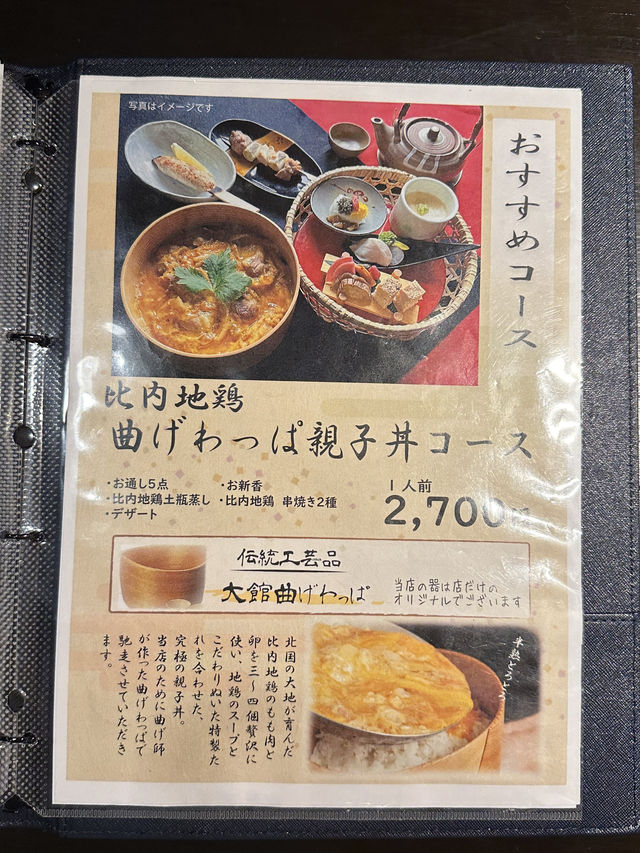 写真はイメージです
おすすめコース
比内地鶏
曲げわっぱ親子丼コース
・お通し5点
・お新香
・比内地鶏土瓶蒸し
・比内地鶏 串焼き2種
・デザート
1人前
2,700円
伝統工芸品
大館曲げわっぱ
当店の器は店だけの
オリジナルでございます
北国の大地が育んだ
比内地鶏のもも肉と
卵を三〜四個贅沢に
使い、地鶏のスープと
こだわりぬいた特製た
れを合わせた、
究極の親子丼。
当店のために曲げ師
が作った曲げわっぱで
馳走させていただき
ます。
半熟とろとろ